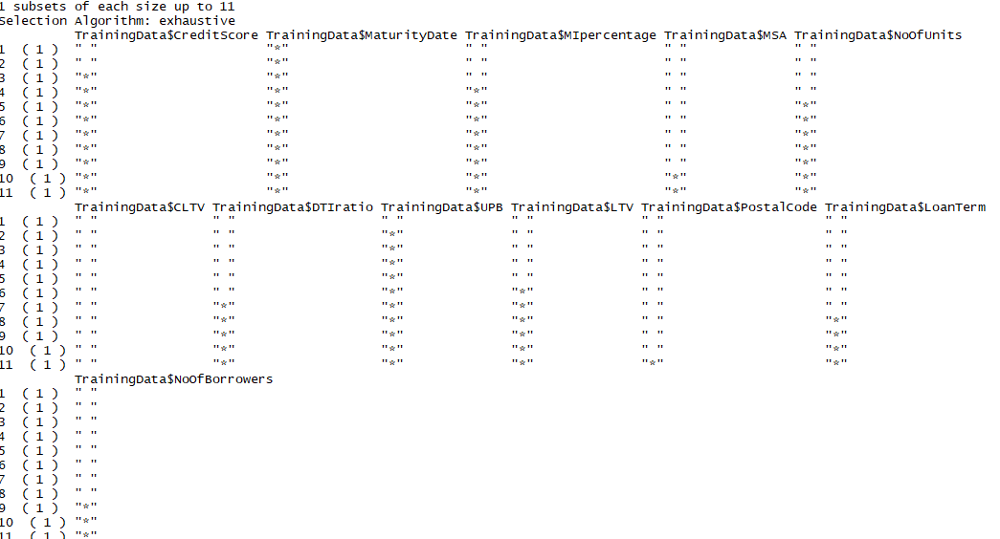 1 subsets of each size up to 11
Selection Algorithm: exhaustive
TrainingData$CreditScore TrainingData$MaturityDate TrainingData$MIpercentage TrainingData$MSA TrainingData$NoOfUnits
1 ( 1 ) " " "*" " " " " " "
2 ( 1 ) " " "*" " " " " " "
3 ( 1 ) "*" "*" " " " " " "
4 ( 1 ) "*" "*" "*" " " " "
5 ( 1 ) "*" "*" "*" " " "*"
6 ( 1 ) "*" "*" "*" " " "*"
7 ( 1 ) "*" "*" "*" " " "*"
8 ( 1 ) "*" "*" "*" " " "*"
9 ( 1 ) "*" "*" "*" " " "*"
10 ( 1 ) "*" "*" "*" "*" "*"
11 ( 1 ) "*" "*" "*" "*" "*"
TrainingData$CLTV TrainingData$DTIratio TrainingData$UPB TrainingData$LTV TrainingData$PostalCode TrainingData$LoanTerm
1 ( 1 ) " " " " " " " " " " " "
2 ( 1 ) " " " " "*" " " " " " "
3 ( 1 ) " " " " "*" " " " " " "
4 ( 1 ) " " " " "*" " " " " " "
5 ( 1 ) " " " " "*" " " " " " "
6 ( 1 ) " " " " "*" "*" " " " "
7 ( 1 ) " " "*" "*" "*" " " " "
8 ( 1 ) " " "*" "*" "*" " " "*"
9 ( 1 ) " " "*" "*" "*" " " "*"
10 ( 1 ) " " "*" "*" "*" " " "*"
11 ( 1 ) " " "*" "*" "*" "*" "*"
TrainingData$NoOfBorrowers
1 ( 1 ) " "
2 ( 1 ) " "
3 ( 1 ) " "
4 ( 1 ) " "
5 ( 1 ) " "
6 ( 1 ) " "
7 ( 1 ) " "
8 ( 1 ) " "
9 ( 1 ) "*"
10 ( 1 ) "*"
11 ( 1 ) "*"